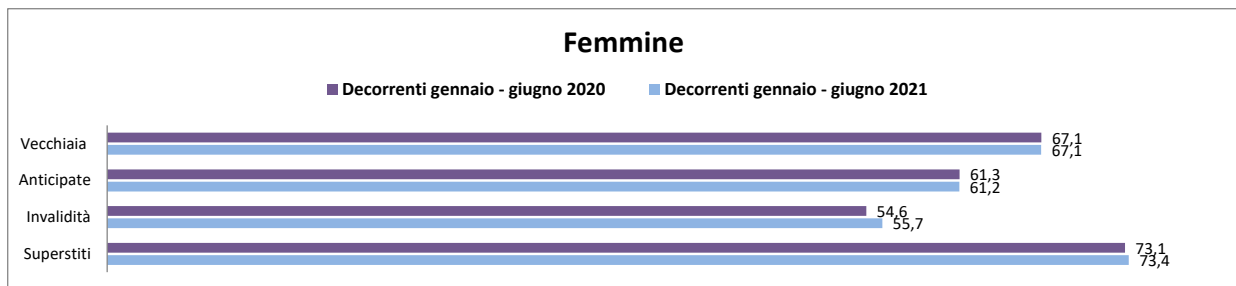 Femmine
Decorrenti gennaio - giugno 2020 Decorrenti gennaio - giugno 2021
Vecchiaia 67,1
67,1
Anticipate 61,3
61,2
Invalidità 54,6
55,7
Superstiti 73,1
73,4